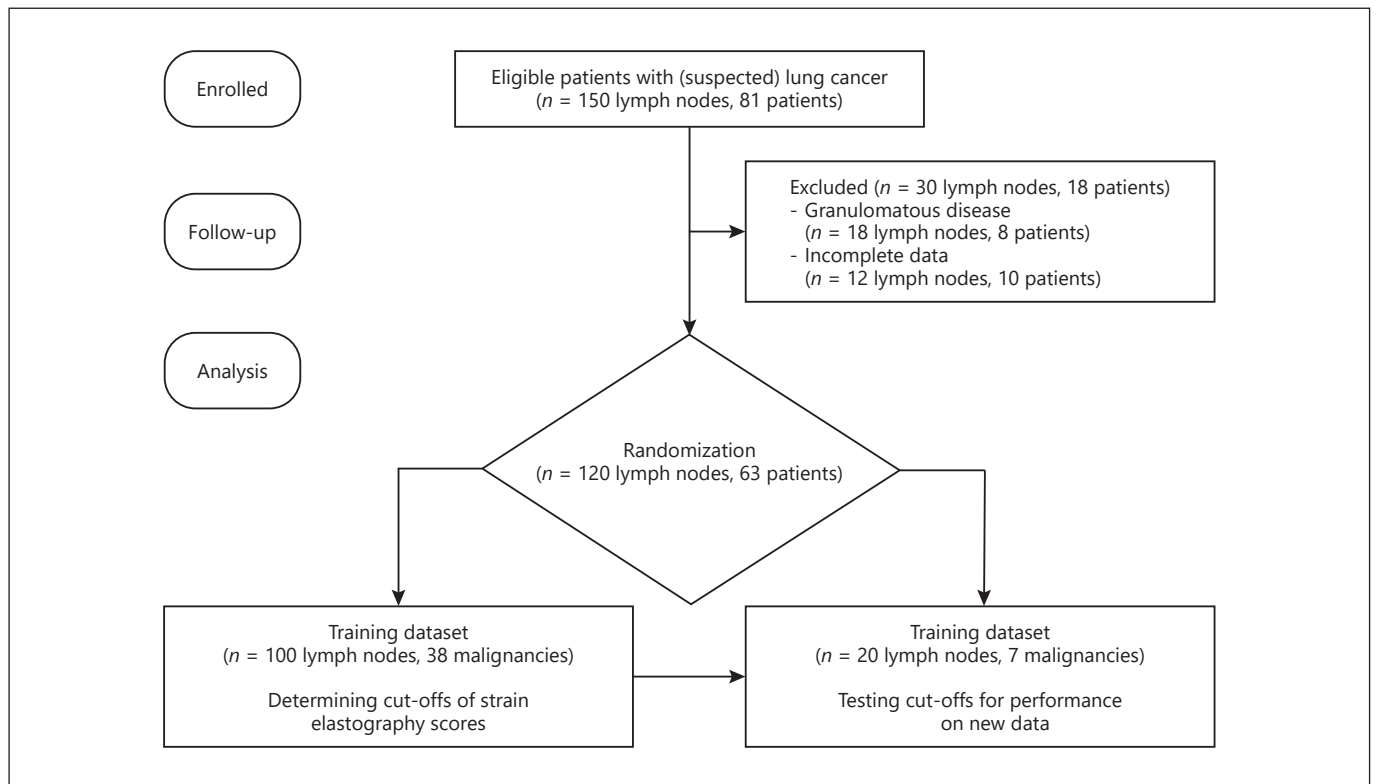 Enrolled
Eligible patients with (suspected) lung cancer
(n = 150 lymph nodes, 81 patients)
Follow-up
Excluded (n = 30 lymph nodes, 18 patients)
- Granulomatous disease
(n = 18 lymph nodes, 8 patients)
- Incomplete data
(n = 12 lymph nodes, 10 patients)
Analysis
Randomization
(n = 120 lymph nodes, 63 patients)
Training dataset
(n = 100 lymph nodes, 38 malignancies)
Determining cut-offs of strain
elastography scores
Training dataset
(n = 20 lymph nodes, 7 malignancies)
Testing cut-offs for performance
on new data